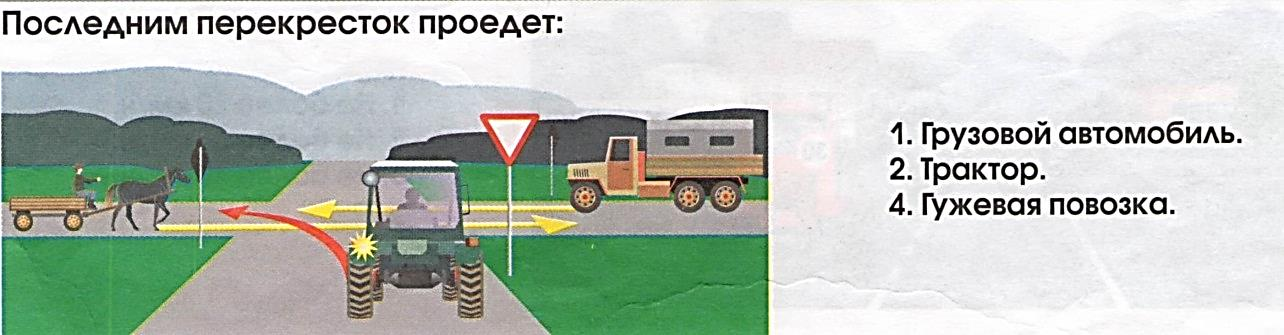 Последним перекресток проедет:
1. Грузовой автомобиль.
2. Трактор.
4. Гужевая повозка.